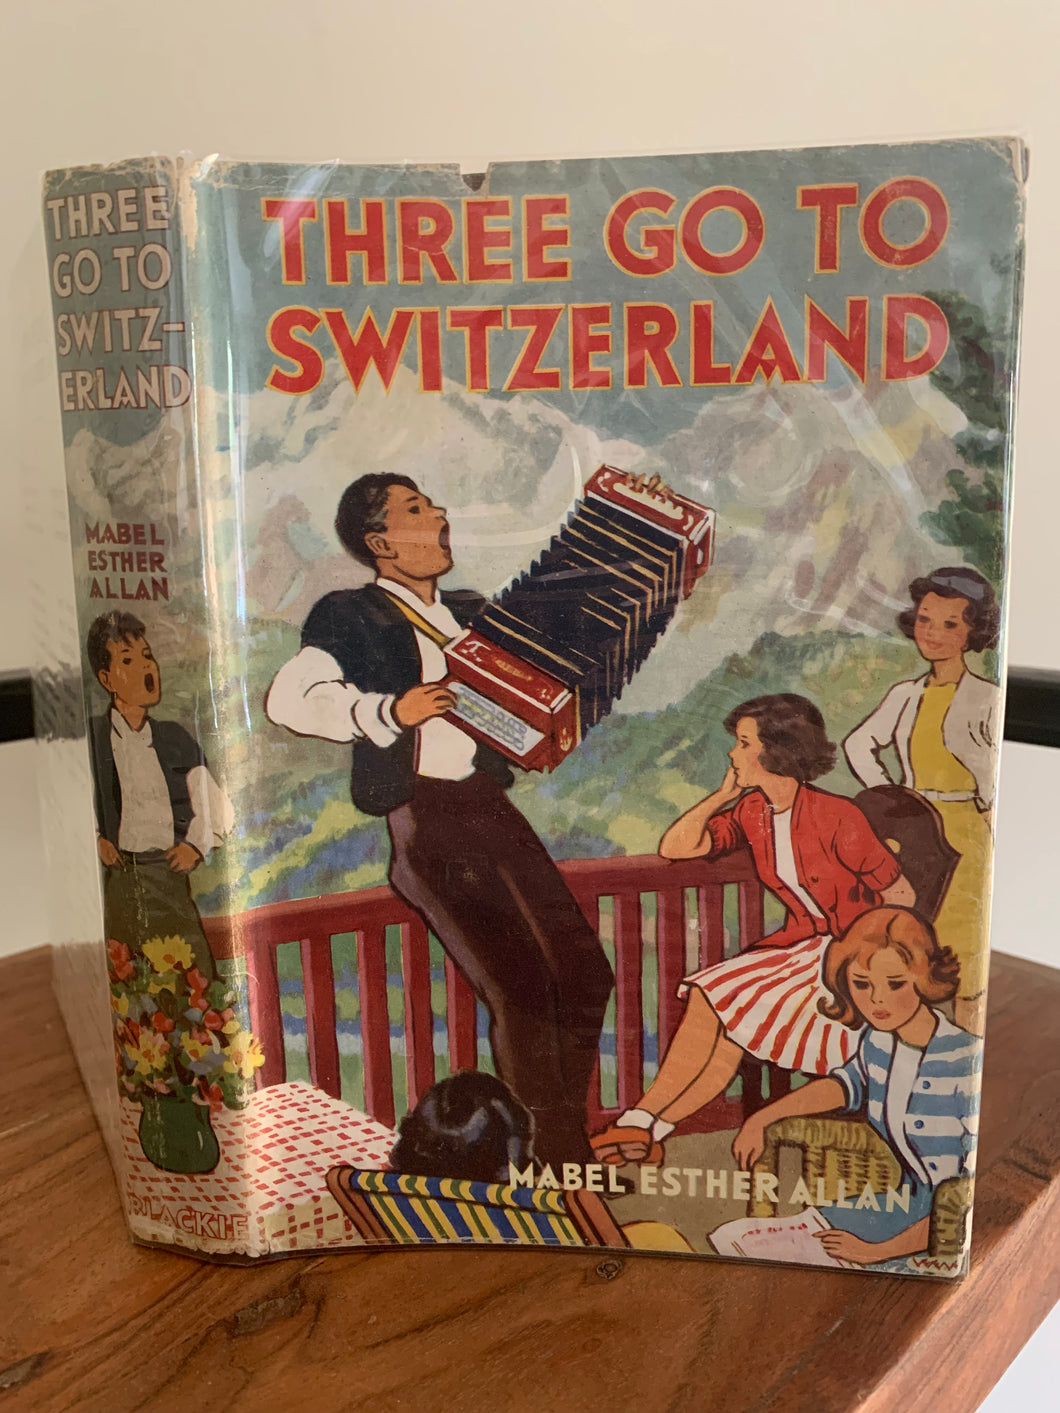 THREE
GO TO
SWITZ-
ERLAND
MABEL
ESTHER
ALLAN
BLACKIE
THREE GO TO
SWITZERLAND
MABEL ESTHER ALLAN